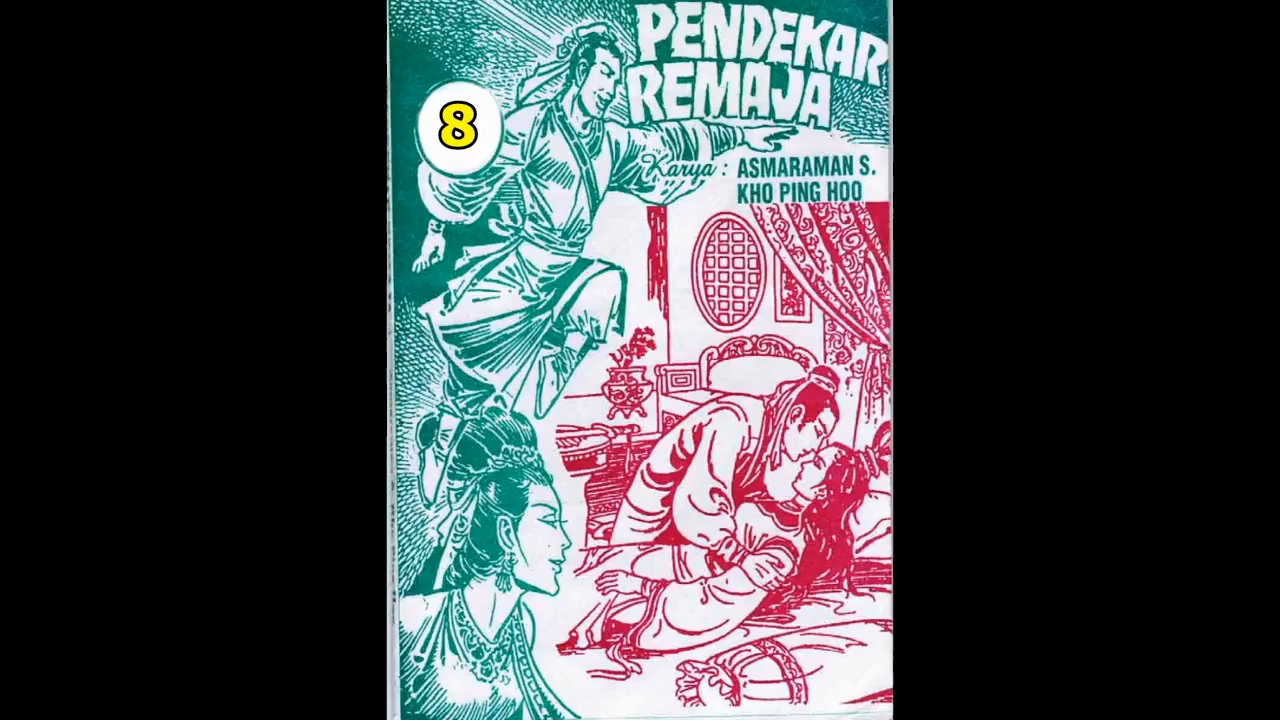 PENDEKAR
REMAJA
8
Karya : ASMARAMAN S.
KHO PING HOO